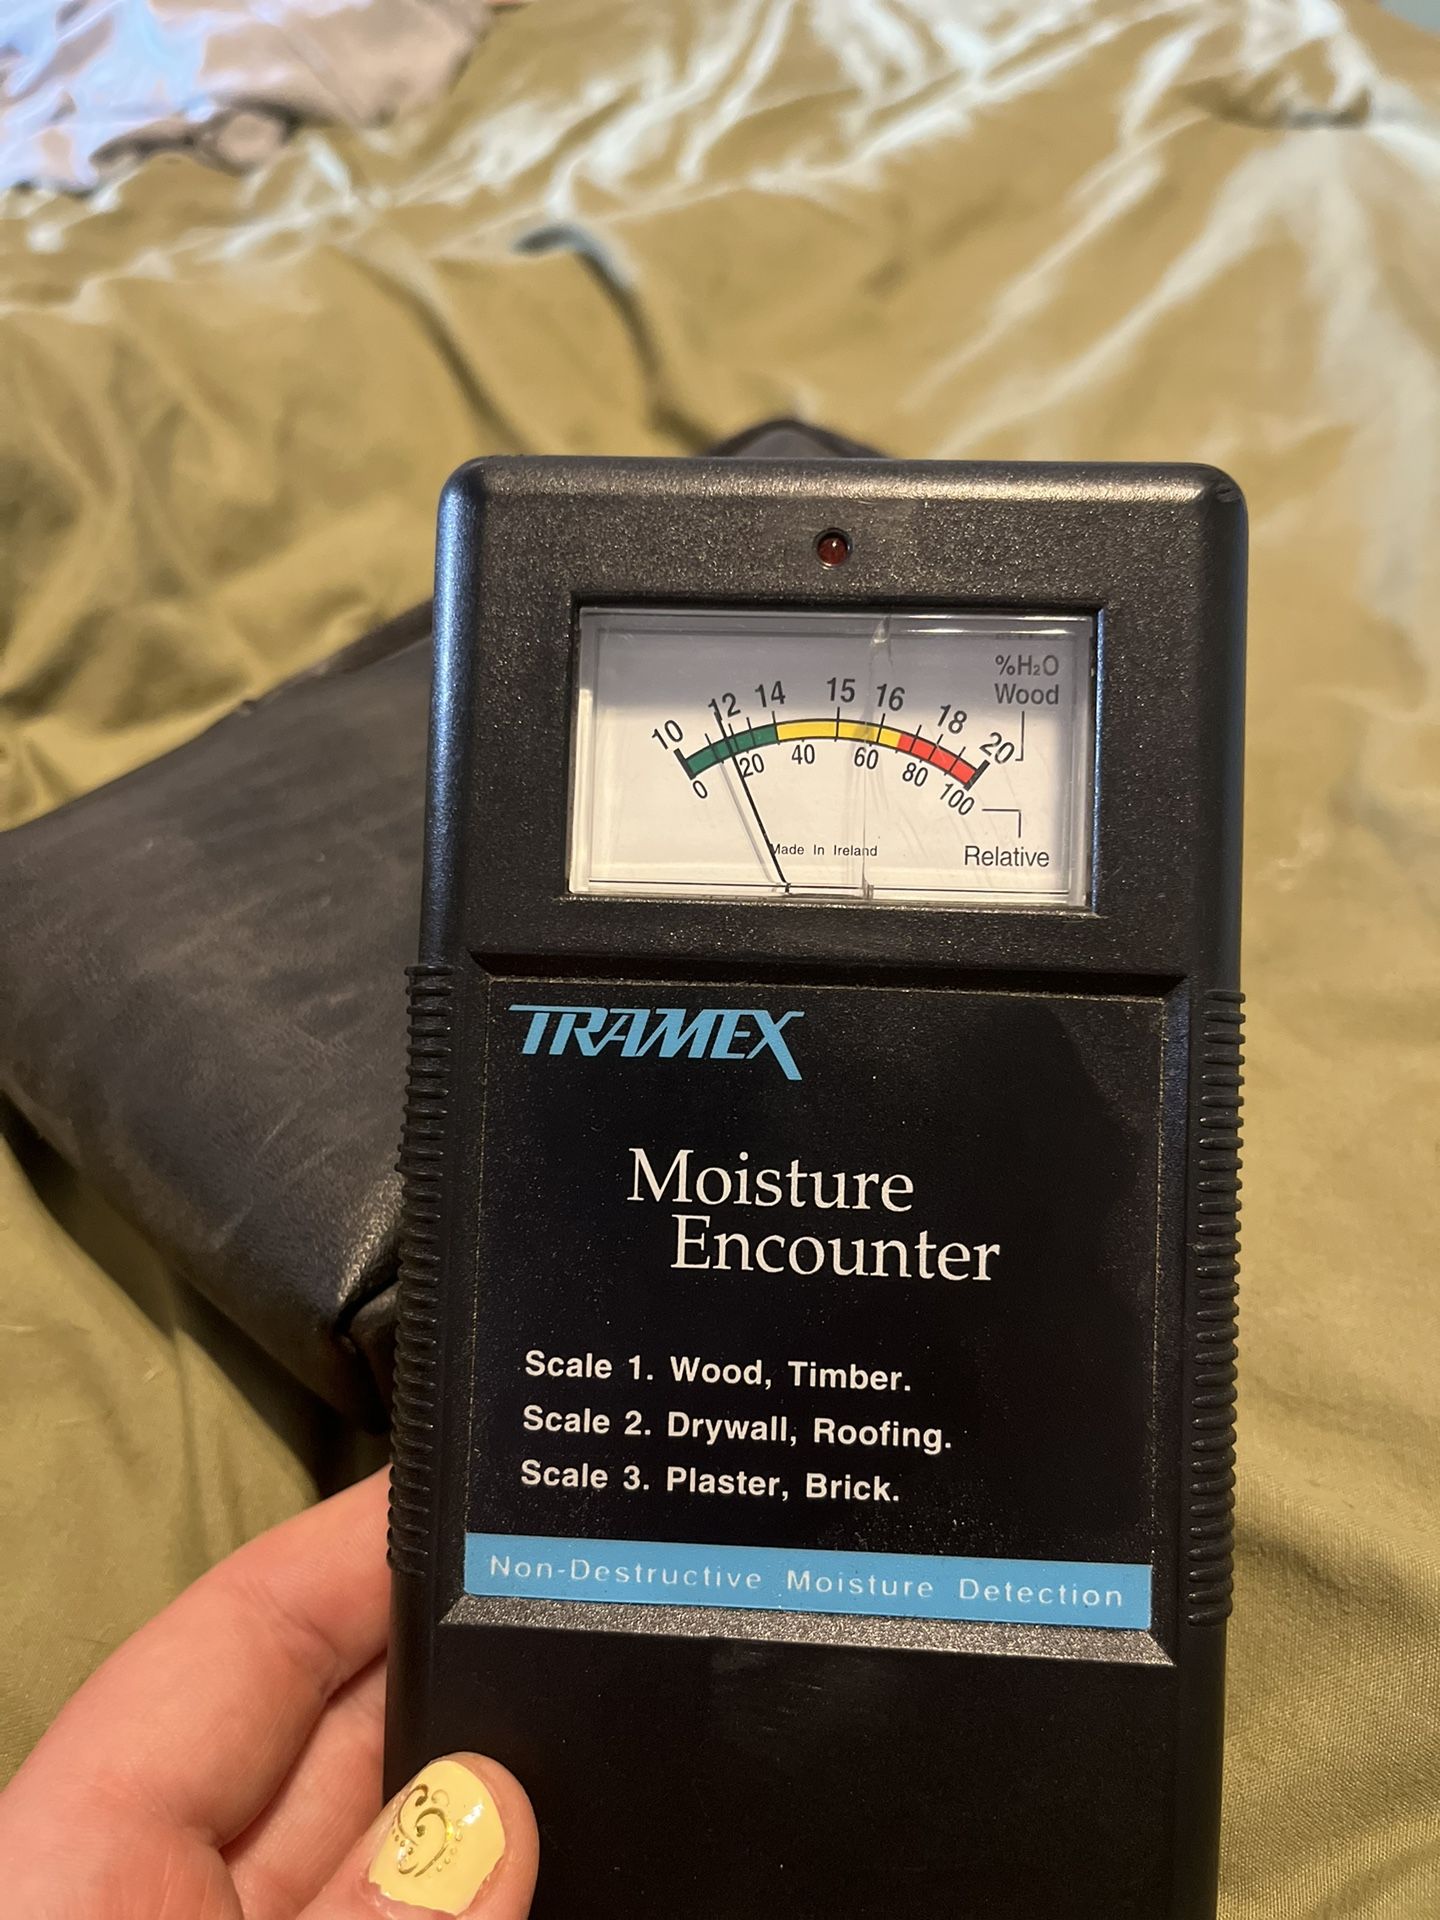 %H₂O
Wood
10 12 14 15 16 18 20
0 20 40 60 80 100
Made In Ireland
Relative
TRAMEX
Moisture
Encounter
Scale 1. Wood, Timber.
Scale 2. Drywall, Roofing.
Scale 3. Plaster, Brick.
Non-Destructive Moisture Detection